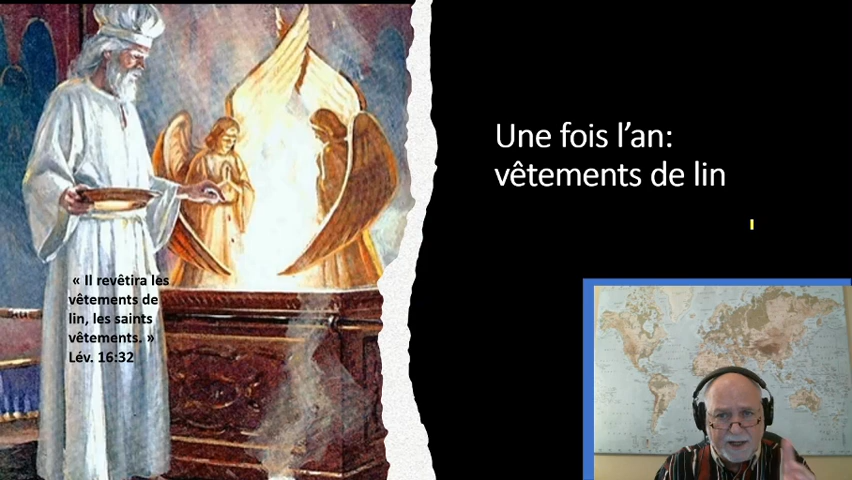 Une fois l'an:
vêtements de lin
« Il revêtira les
vêtements de
lin, les saints
vêtements. »
Lév. 16:32